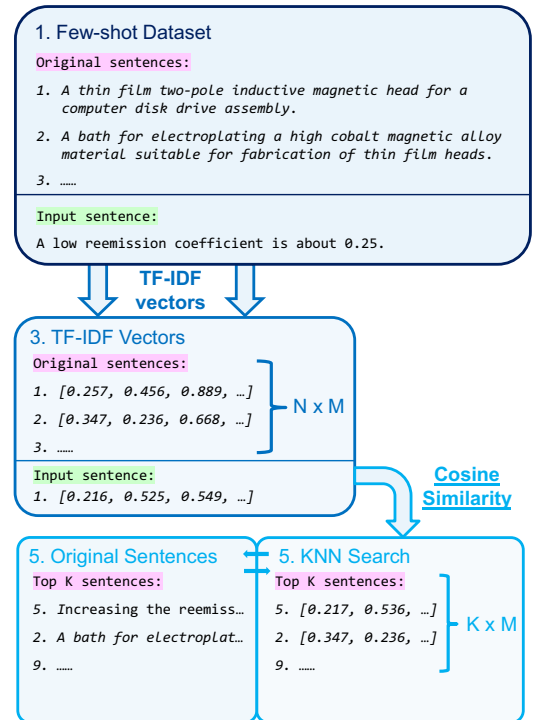 1. Few-shot Dataset
Original sentences:
1. A thin film two-pole inductive magnetic head for a
computer disk drive assembly.
2. A bath for electroplating a high cobalt magnetic alloy
material suitable for fabrication of thin film heads.
3. ……
Input sentence:
A low reemission coefficient is about 0.25.
TF-IDF
vectors
3. TF-IDF Vectors
Original sentences:
1. [0.257, 0.456, 0.889, …]
2. [0.347, 0.236, 0.668, …]
3. ……
N x M
Input sentence:
1. [0.216, 0.525, 0.549, …]
Cosine
Similarity
5. Original Sentences
Top K sentences:
5. Increasing the reemiss…
2. A bath for electroplat…
9. ……
5. KNN Search
Top K sentences:
5. [0.217, 0.536, …]
2. [0.347, 0.236, …]
9. ……
K x M